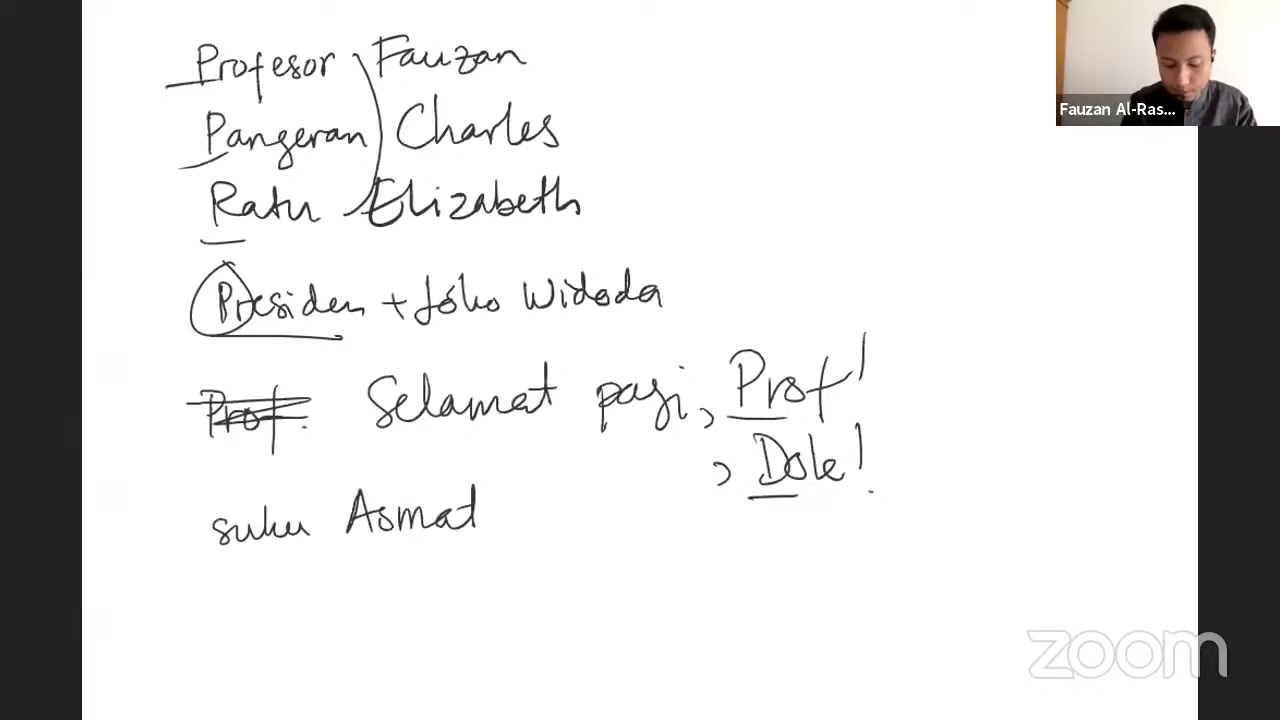 Profesor Fauzan
Pangeran Charles
Ratu Elizabeth
Presiden + Joko Widodo
Prof. Selamat pagi, Prof!
, Dok!
suku Asmat
Fauzan Al-Ras...
zoom